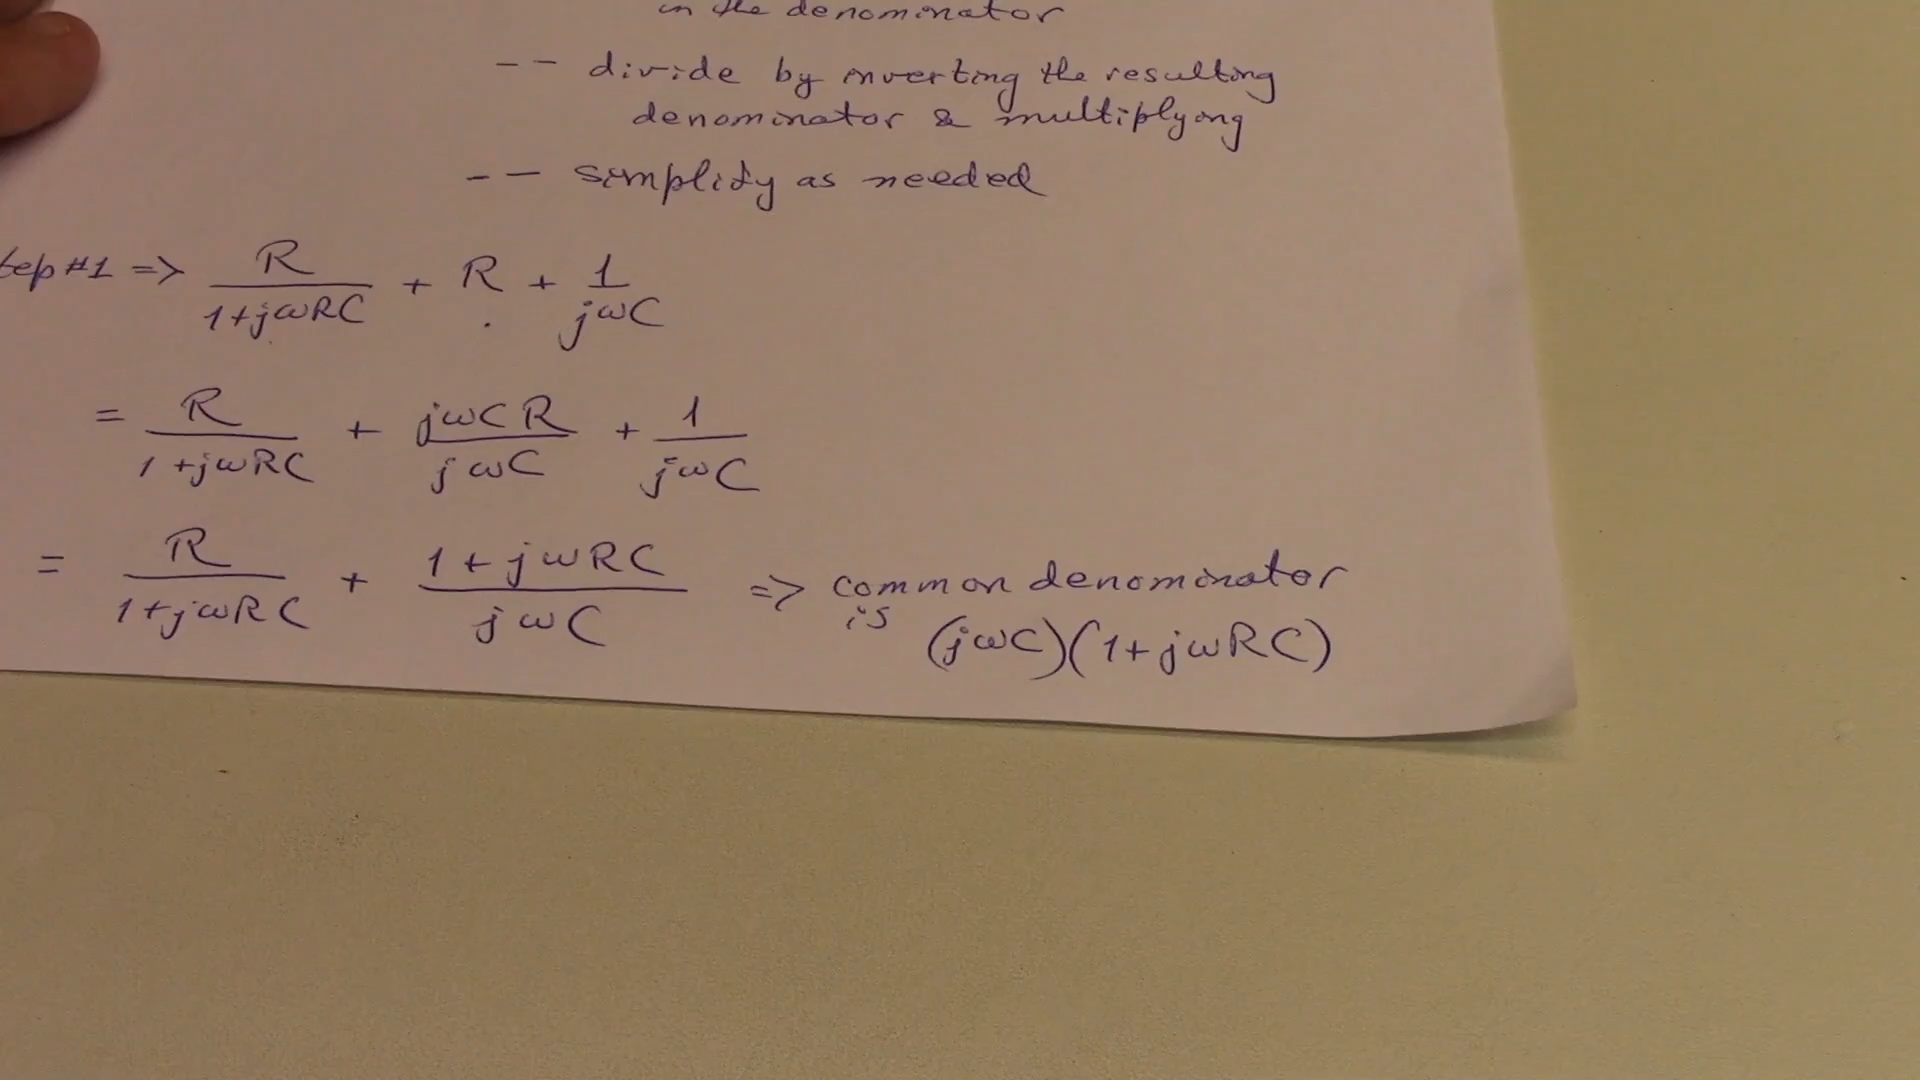 in the denominator
-- divide by inverting the resulting
denominator & multiplying
-- simplify as needed
tep #1 => R/(1+jωRC) + R + 1/(jωC)
= R/(1+jωRC) + (jωCR)/(jωC) + 1/(jωC)
= R/(1+jωRC) + (1+jωRC)/(jωC) => common denominator
is (jωC)(1+jωRC)